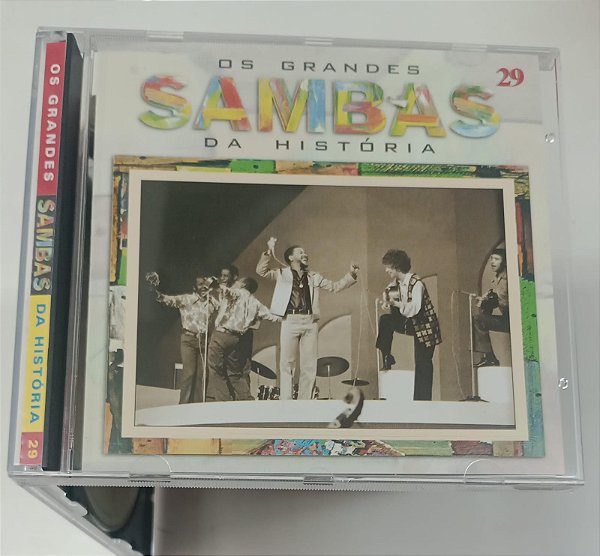 OS GRANDES
SAMBAS
29
DA HISTÓRIA
OS GRANDES SAMBAS DA HISTÓRIA 29